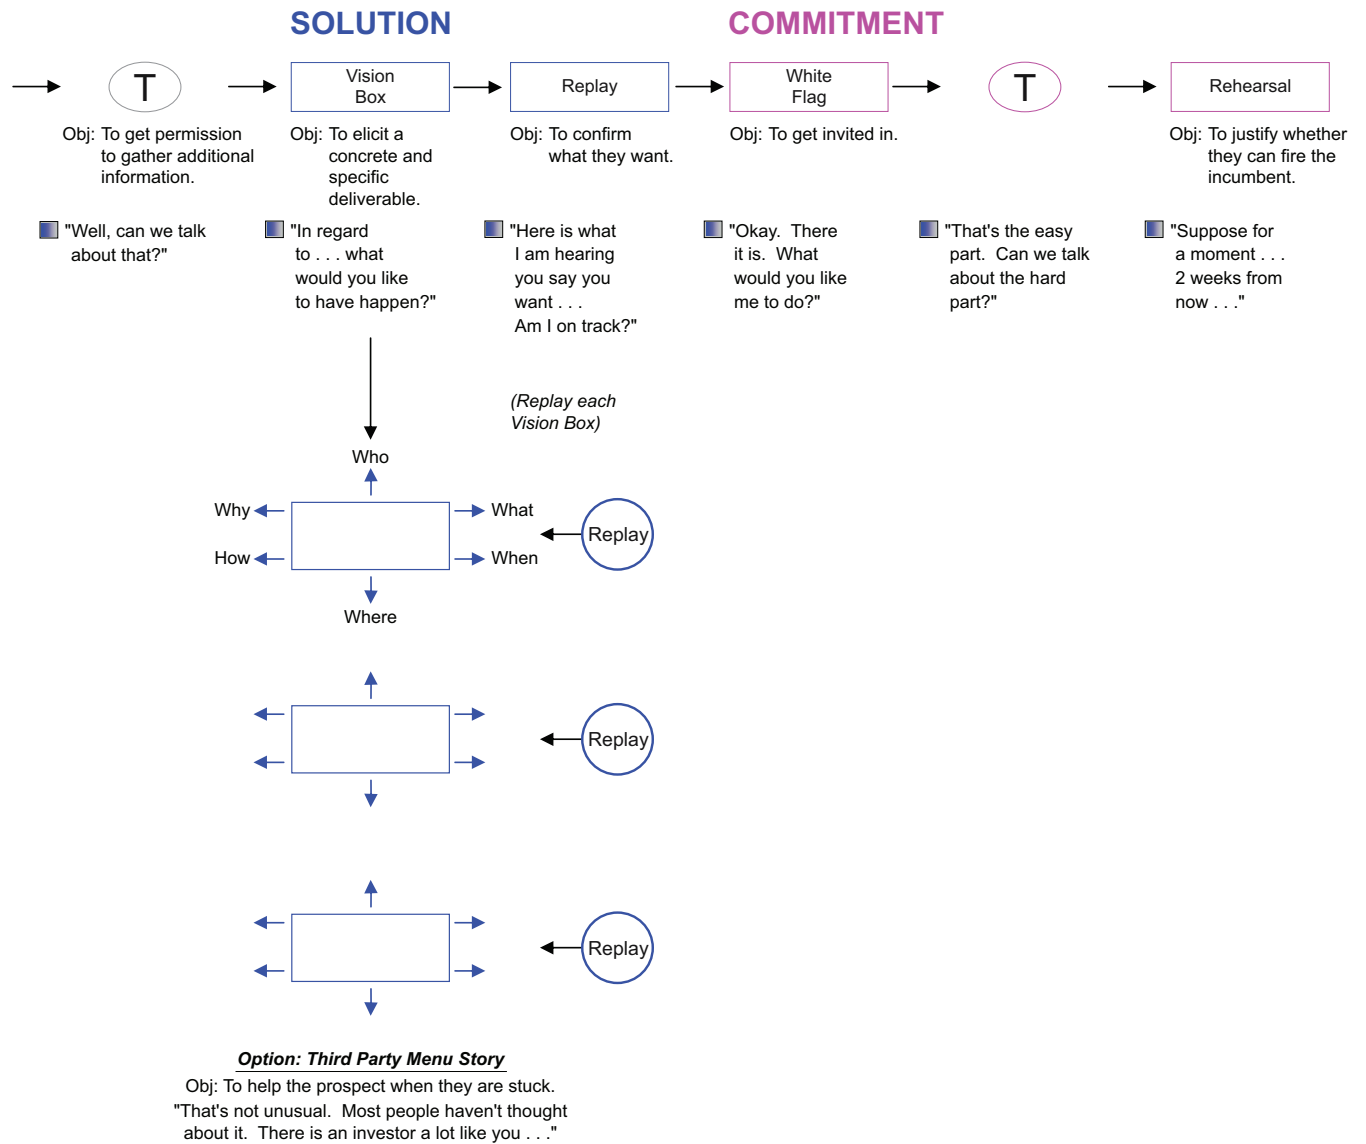 SOLUTION
COMMITMENT
T
Vision
Box
Replay
White
Flag
T
Rehearsal
Obj: To get permission
to gather additional
information.
Obj: To elicit a
concrete and
specific
deliverable.
Obj: To confirm
what they want.
Obj: To get invited in.
Obj: To justify whether
they can fire the
incumbent.
"Well, can we talk
about that?"
"In regard
to . . . what
would you like
to have happen?"
"Here is what
I am hearing
you say you
want . . .
Am I on track?"
"Okay.  There
it is.  What
would you like
me to do?"
"That's the easy
part.  Can we talk
about the hard
part?"
"Suppose for
a moment . . .
2 weeks from
now . . ."
(Replay each
Vision Box)
Who
Why
What
How
When
Where
Replay
Replay
Replay
Option: Third Party Menu Story
Obj: To help the prospect when they are stuck.
"That's not unusual.  Most people haven't thought
about it.  There is an investor a lot like you . . ."